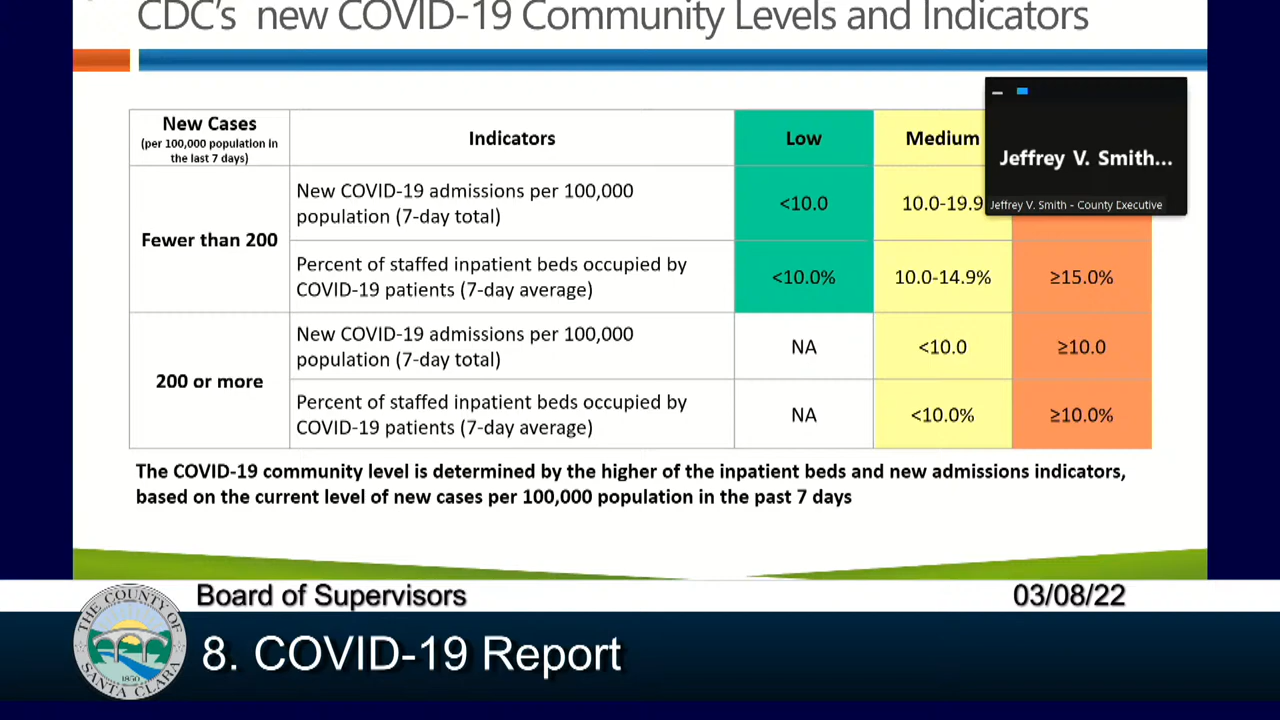 CDC's new COVID-19 Community Levels and Indicators
New Cases
(per 100,000 population in
the last 7 days)
Indicators
Low
Medium
Jeffrey V. Smith...
Jeffrey V. Smith - County Executive
Fewer than 200
New COVID-19 admissions per 100,000
population (7-day total)
<10.0
10.0-19.9
Percent of staffed inpatient beds occupied by
COVID-19 patients (7-day average)
<10.0%
10.0-14.9%
≥15.0%
200 or more
New COVID-19 admissions per 100,000
population (7-day total)
NA
<10.0
≥10.0
Percent of staffed inpatient beds occupied by
COVID-19 patients (7-day average)
NA
<10.0%
≥10.0%
The COVID-19 community level is determined by the higher of the inpatient beds and new admissions indicators,
based on the current level of new cases per 100,000 population in the past 7 days
Board of Supervisors
03/08/22
THE COUNTY OF
SANTA CLARA
1850
8. COVID-19 Report